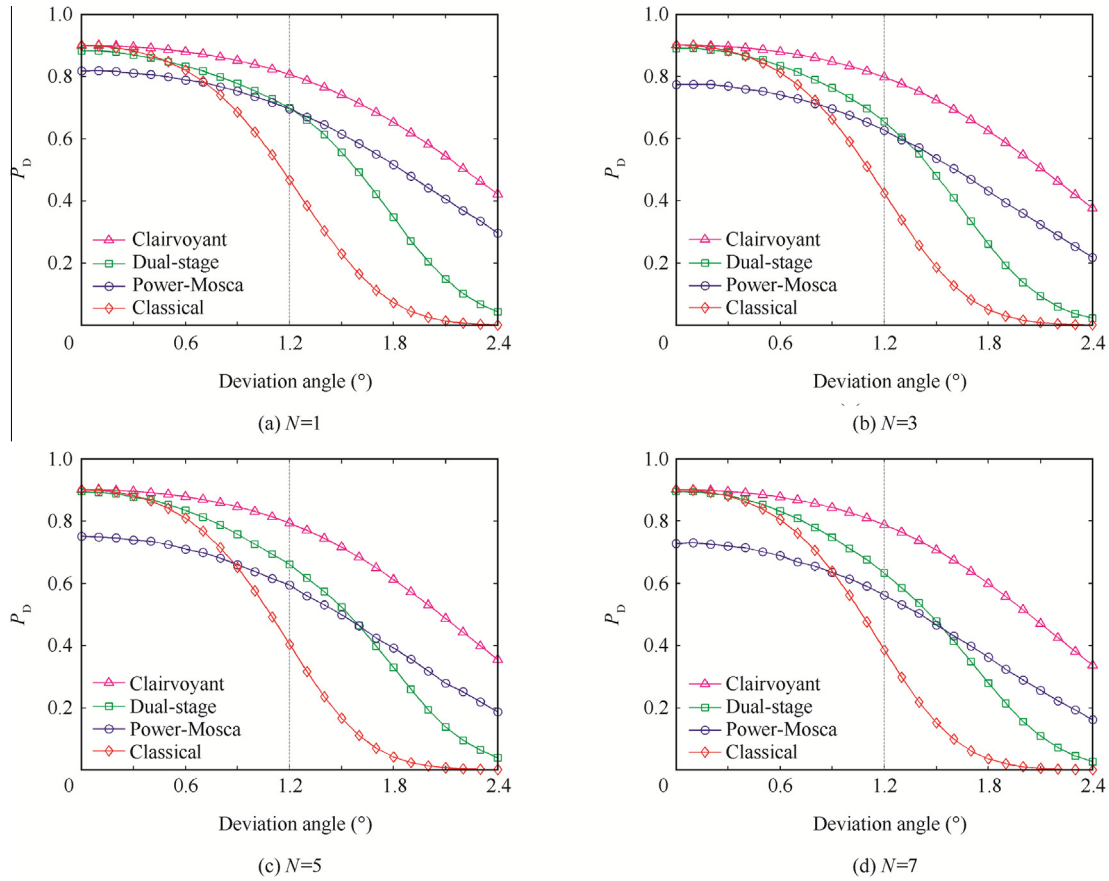 1.0
0.8
0.6
0.4
0.2
0
P_D
Clairvoyant
Dual-stage
Power-Mosca
Classical
0.6
1.2
1.8
2.4
Deviation angle (°)
(a) N=1
1.0
0.8
0.6
0.4
0.2
0
P_D
Clairvoyant
Dual-stage
Power-Mosca
Classical
0.6
1.2
1.8
2.4
Deviation angle (°)
(b) N=3
1.0
0.8
0.6
0.4
0.2
0
P_D
Clairvoyant
Dual-stage
Power-Mosca
Classical
0.6
1.2
1.8
2.4
Deviation angle (°)
(c) N=5
1.0
0.8
0.6
0.4
0.2
0
P_D
Clairvoyant
Dual-stage
Power-Mosca
Classical
0.6
1.2
1.8
2.4
Deviation angle (°)
(d) N=7